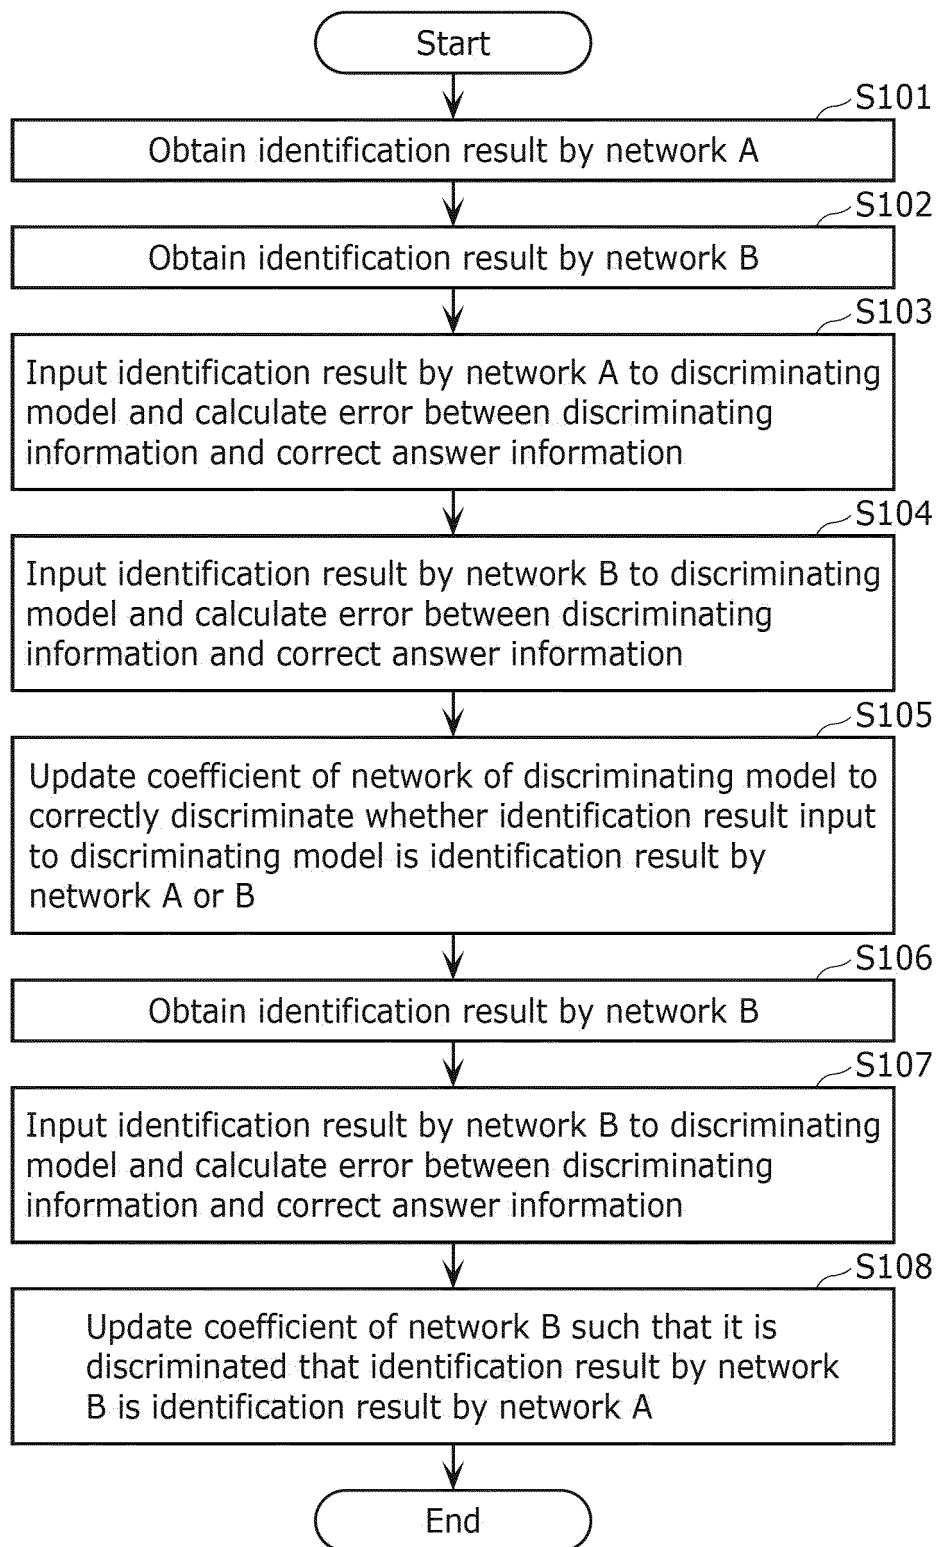 Start
S101
Obtain identification result by network A
S102
Obtain identification result by network B
S103
Input identification result by network A to discriminating
model and calculate error between discriminating
information and correct answer information
S104
Input identification result by network B to discriminating
model and calculate error between discriminating
information and correct answer information
S105
Update coefficient of network of discriminating model to
correctly discriminate whether identification result input
to discriminating model is identification result by
network A or B
S106
Obtain identification result by network B
S107
Input identification result by network B to discriminating
model and calculate error between discriminating
information and correct answer information
S108
Update coefficient of network B such that it is
discriminated that identification result by network
B is identification result by network A
End